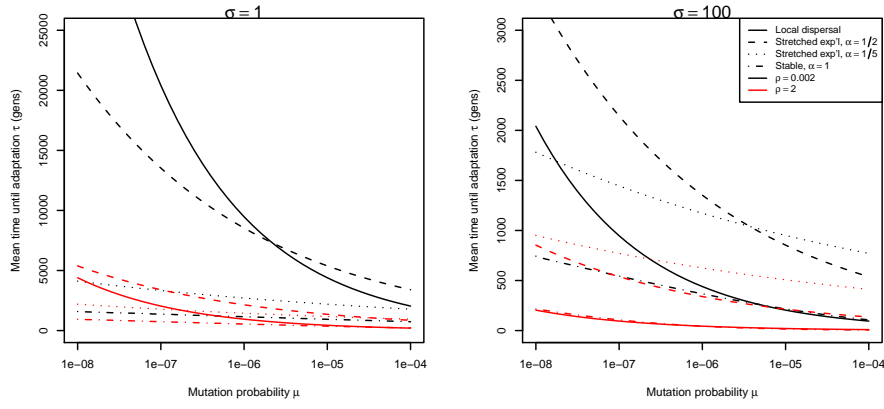 σ = 1
Mean time until adaptation τ (gens)
25000
20000
15000
10000
5000
0
1e−08
1e−07
1e−06
1e−05
1e−04
Mutation probability μ
σ = 100
Mean time until adaptation τ (gens)
3000
2500
2000
1500
1000
500
0
1e−08
1e−07
1e−06
1e−05
1e−04
Mutation probability μ
Local dispersal
Stretched exp'l, α = 1/2
Stretched exp'l, α = 1/5
Stable, α = 1
ρ = 0.002
ρ = 2